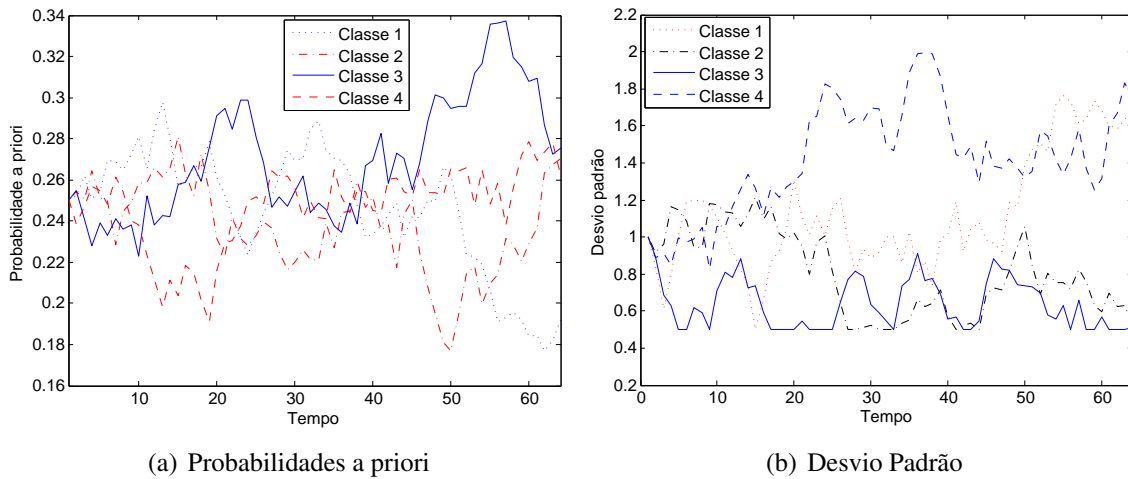 0.34
0.32
0.3
0.28
0.26
0.24
0.22
0.2
0.18
0.16
Probabilidade a priori
Classe 1
Classe 2
Classe 3
Classe 4
10 20 30 40 50 60
Tempo
(a) Probabilidades a priori
2.2
2
1.8
1.6
1.4
1.2
1
0.8
0.6
0.4
0.2
Desvio padrão
Classe 1
Classe 2
Classe 3
Classe 4
0 10 20 30 40 50 60
Tempo
(b) Desvio Padrão